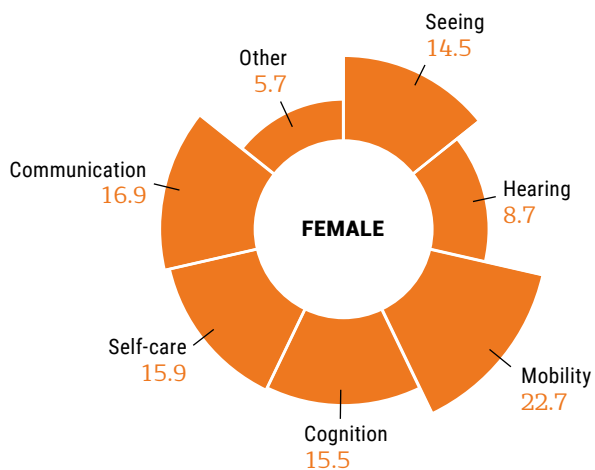 Seeing
14.5
Hearing
8.7
Mobility
22.7
Cognition
15.5
Self-care
15.9
Communication
16.9
Other
5.7
FEMALE